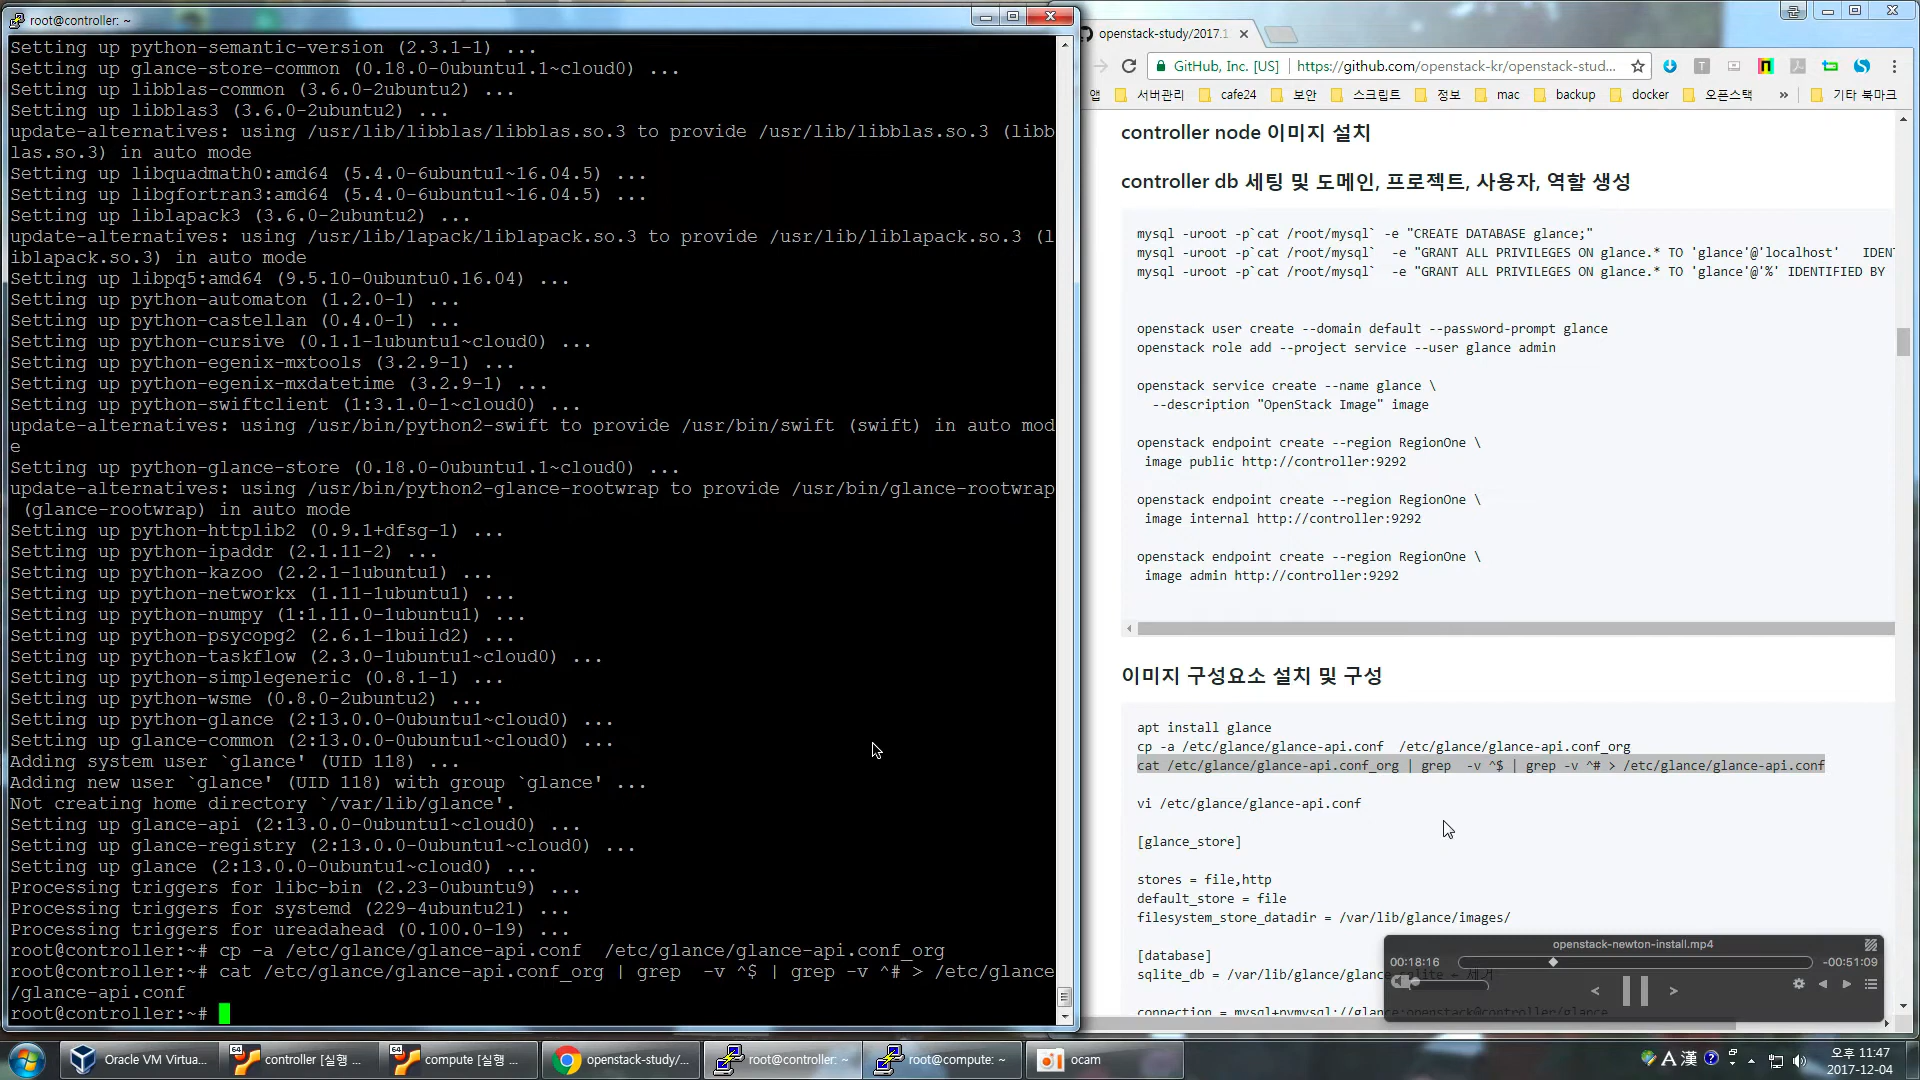 root@controller: ~
Setting up python-semantic-version (2.3.1-1) ...
Setting up glance-store-common (0.18.0-0ubuntu1.1~cloud0) ...
Setting up libblas-common (3.6.0-2ubuntu2) ...
Setting up libblas3 (3.6.0-2ubuntu2) ...
update-alternatives: using /usr/lib/libblas/libblas.so.3 to provide /usr/lib/libblas.so.3 (libb
las.so.3) in auto mode
Setting up libquadmath0:amd64 (5.4.0-6ubuntu1~16.04.5) ...
Setting up libgfortran3:amd64 (5.4.0-6ubuntu1~16.04.5) ...
Setting up liblapack3 (3.6.0-2ubuntu2) ...
update-alternatives: using /usr/lib/lapack/liblapack.so.3 to provide /usr/lib/liblapack.so.3 (l
iblapack.so.3) in auto mode
Setting up libpq5:amd64 (9.5.10-0ubuntu0.16.04) ...
Setting up python-automaton (1.2.0-1) ...
Setting up python-castellan (0.4.0-1) ...
Setting up python-cursive (0.1.1-1ubuntu1~cloud0) ...
Setting up python-egenix-mxtools (3.2.9-1) ...
Setting up python-egenix-mxdatetime (3.2.9-1) ...
Setting up python-swiftclient (1:3.1.0-1~cloud0) ...
update-alternatives: using /usr/bin/python2-swift to provide /usr/bin/swift (swift) in auto mod
e
Setting up python-glance-store (0.18.0-0ubuntu1.1~cloud0) ...
update-alternatives: using /usr/bin/python2-glance-rootwrap to provide /usr/bin/glance-rootwrap
(glance-rootwrap) in auto mode
Setting up python-httplib2 (0.9.1+dfsg-1) ...
Setting up python-ipaddr (2.1.11-2) ...
Setting up python-kazoo (2.2.1-1ubuntu1) ...
Setting up python-networkx (1.11-1ubuntu1) ...
Setting up python-numpy (1:1.11.0-1ubuntu1) ...
Setting up python-psycopg2 (2.6.1-1build2) ...
Setting up python-taskflow (2.3.0-1ubuntu1~cloud0) ...
Setting up python-simplegeneric (0.8.1-1) ...
Setting up python-wsme (0.8.0-2ubuntu2) ...
Setting up python-glance (2:13.0.0-0ubuntu1~cloud0) ...
Setting up glance-common (2:13.0.0-0ubuntu1~cloud0) ...
Adding system user `glance' (UID 118) ...
Adding new user `glance' (UID 118) with group `glance' ...
Not creating home directory `/var/lib/glance'.
Setting up glance-api (2:13.0.0-0ubuntu1~cloud0) ...
Setting up glance-registry (2:13.0.0-0ubuntu1~cloud0) ...
Setting up glance (2:13.0.0-0ubuntu1~cloud0) ...
Processing triggers for libc-bin (2.23-0ubuntu9) ...
Processing triggers for systemd (229-4ubuntu21) ...
Processing triggers for ureadahead (0.100.0-19) ...
root@controller:~# cp -a /etc/glance/glance-api.conf  /etc/glance/glance-api.conf_org
root@controller:~# cat /etc/glance/glance-api.conf_org | grep  -v ^$ | grep -v ^# > /etc/glance
/glance-api.conf
root@controller:~#
openstack-study/2017.1
GitHub, Inc. [US] https://github.com/openstack-kr/openstack-stud...
앱 서버관리 cafe24 보안 스크립트 정보 mac backup docker 오픈스택 » 기타 북마크
controller node 이미지 설치
controller db 세팅 및 도메인, 프로젝트, 사용자, 역할 생성
mysql -uroot -p`cat /root/mysql` -e "CREATE DATABASE glance;"
mysql -uroot -p`cat /root/mysql`  -e "GRANT ALL PRIVILEGES ON glance.* TO 'glance'@'localhost'   IDENT
mysql -uroot -p`cat /root/mysql`  -e "GRANT ALL PRIVILEGES ON glance.* TO 'glance'@'%' IDENTIFIED BY
openstack user create --domain default --password-prompt glance
openstack role add --project service --user glance admin
openstack service create --name glance \
--description "OpenStack Image" image
openstack endpoint create --region RegionOne \
image public http://controller:9292
openstack endpoint create --region RegionOne \
image internal http://controller:9292
openstack endpoint create --region RegionOne \
image admin http://controller:9292
이미지 구성요소 설치 및 구성
apt install glance
cp -a /etc/glance/glance-api.conf  /etc/glance/glance-api.conf_org
cat /etc/glance/glance-api.conf_org | grep  -v ^$ | grep -v ^# > /etc/glance/glance-api.conf
vi /etc/glance/glance-api.conf
[glance_store]
stores = file,http
default_store = file
filesystem_store_datadir = /var/lib/glance/images/
[database]
sqlite_db = /var/lib/glance/glance.sqlite ← 제거
connection = mysql+pymysql://glance:openstack@controller/glance
openstack-newton-install.mp4
00:18:16 -00:51:09
Oracle VM Virtua... controller [실행 ... compute [실행 ... openstack-study/... root@controller: ~ root@compute: ~ ocam
A 漢
오후 11:47
2017-12-04